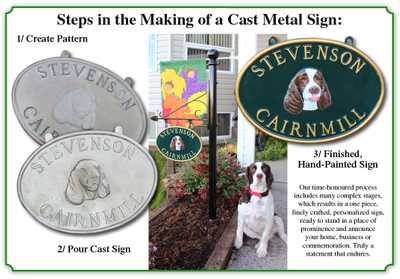 Steps in the Making of a Cast Metal Sign:
1/ Create Pattern
STEVENSON
CAIRNMILL
STEVENSON
CAIRNMILL
2/ Pour Cast Sign
STEVENSON
CAIRNMILL
STEVENSON
CAIRNMILL
3/ Finished,
Hand-Painted Sign
Our time-honoured process
includes many complex stages,
which results in a one piece,
finely crafted, personalized sign,
ready to stand in a place of
prominence and announce
your home, business or
commemoration. Truly a
statement that endures.